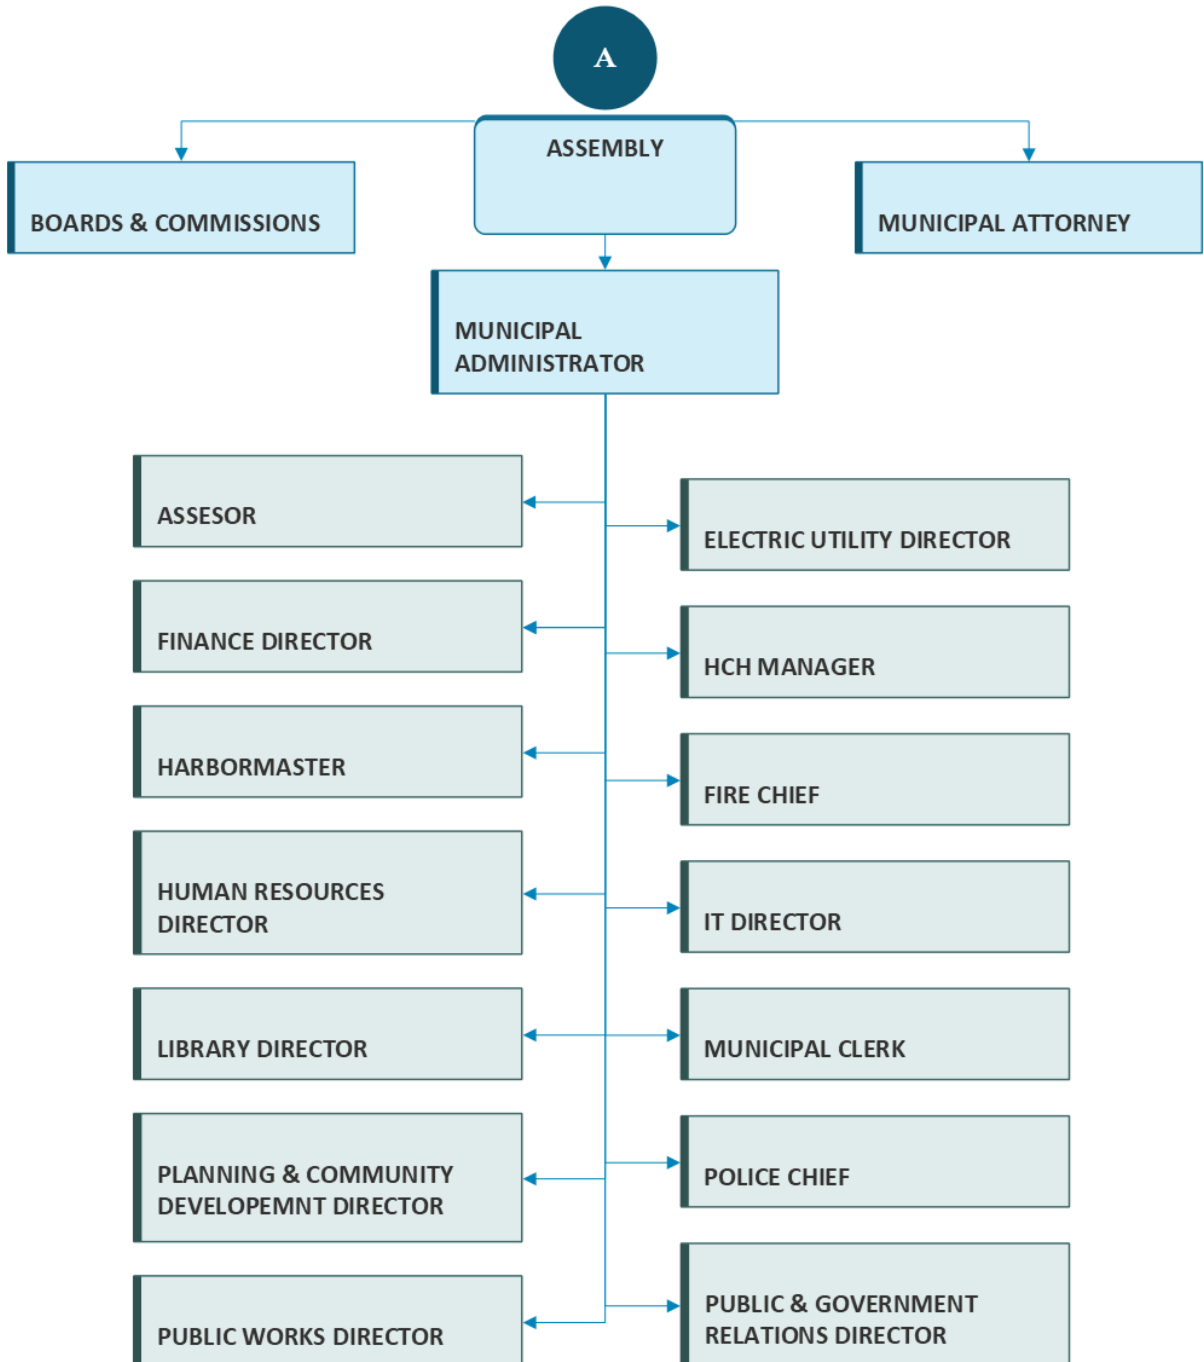 A
ASSEMBLY
BOARDS & COMMISSIONS
MUNICIPAL ATTORNEY
MUNICIPAL
ADMINISTRATOR
ASSESOR
ELECTRIC UTILITY DIRECTOR
FINANCE DIRECTOR
HCH MANAGER
HARBORMASTER
FIRE CHIEF
HUMAN RESOURCES
DIRECTOR
IT DIRECTOR
LIBRARY DIRECTOR
MUNICIPAL CLERK
PLANNING & COMMUNITY
DEVELOPEMNT DIRECTOR
POLICE CHIEF
PUBLIC WORKS DIRECTOR
PUBLIC & GOVERNMENT
RELATIONS DIRECTOR